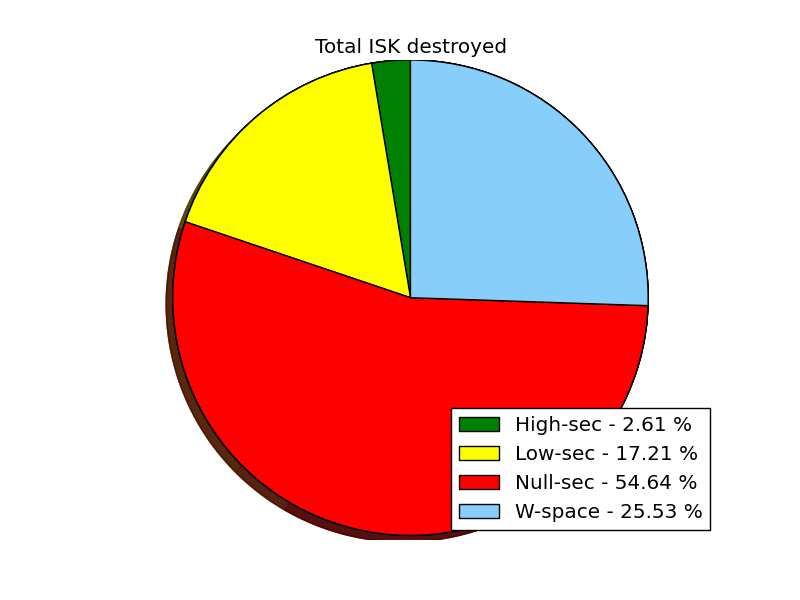 Total ISK destroyed
High-sec - 2.61 %
Low-sec - 17.21 %
Null-sec - 54.64 %
W-space - 25.53 %